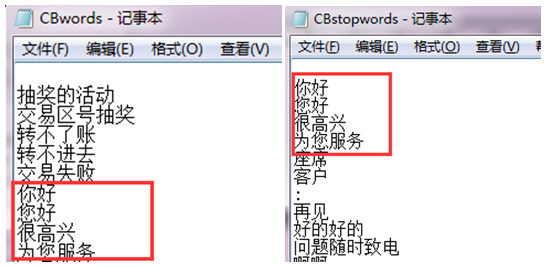 CBwords - 记事本
文件(F) 编辑(E) 格式(O) 查看(V)
抽奖的活动
交易区号抽奖
转不了账
转不进去
交易失败
你好
您好
很高兴
为您服务
CBstopwords - 记事本
文件(F) 编辑(E) 格式(O) 查看(V)
你好
您好
很高兴
为您服务
座席
客户
:
再见
好的好的
问题随时致电